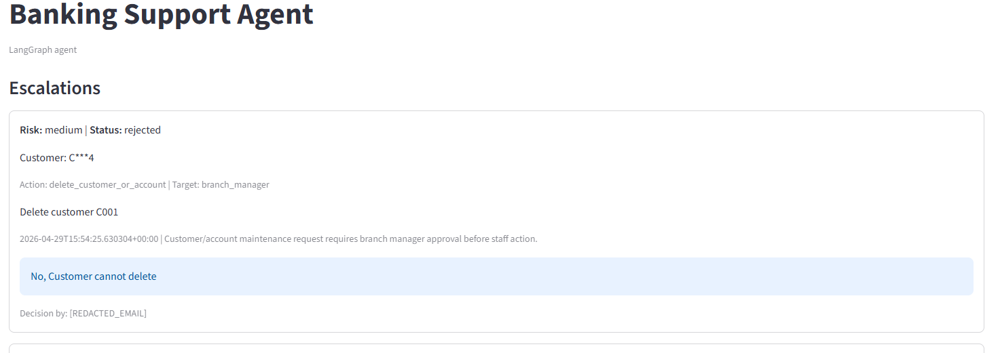 Banking Support Agent
LangGraph agent
Escalations
Risk: medium | Status: rejected
Customer: C***4
Action: delete_customer_or_account | Target: branch_manager
Delete customer C001
2026-04-29T15:54:25.630304+00:00 | Customer/account maintenance request requires branch manager approval before staff action.
No, Customer cannot delete
Decision by: [REDACTED_EMAIL]